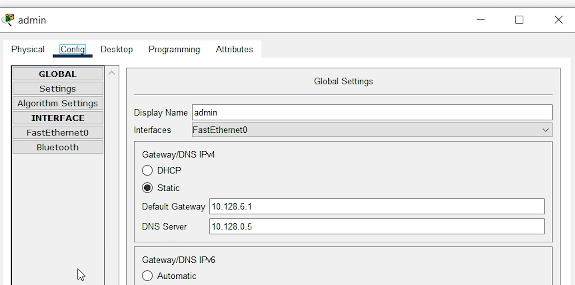 admin
Physical Config Desktop Programming Attributes
GLOBAL
Settings
Algorithm Settings
INTERFACE
FastEthernet0
Bluetooth
Global Settings
Display Name admin
Interfaces FastEthernet0
Gateway/DNS IPv4
DHCP
Static
Default Gateway 10.128.6.1
DNS Server 10.128.0.5
Gateway/DNS IPv6
Automatic